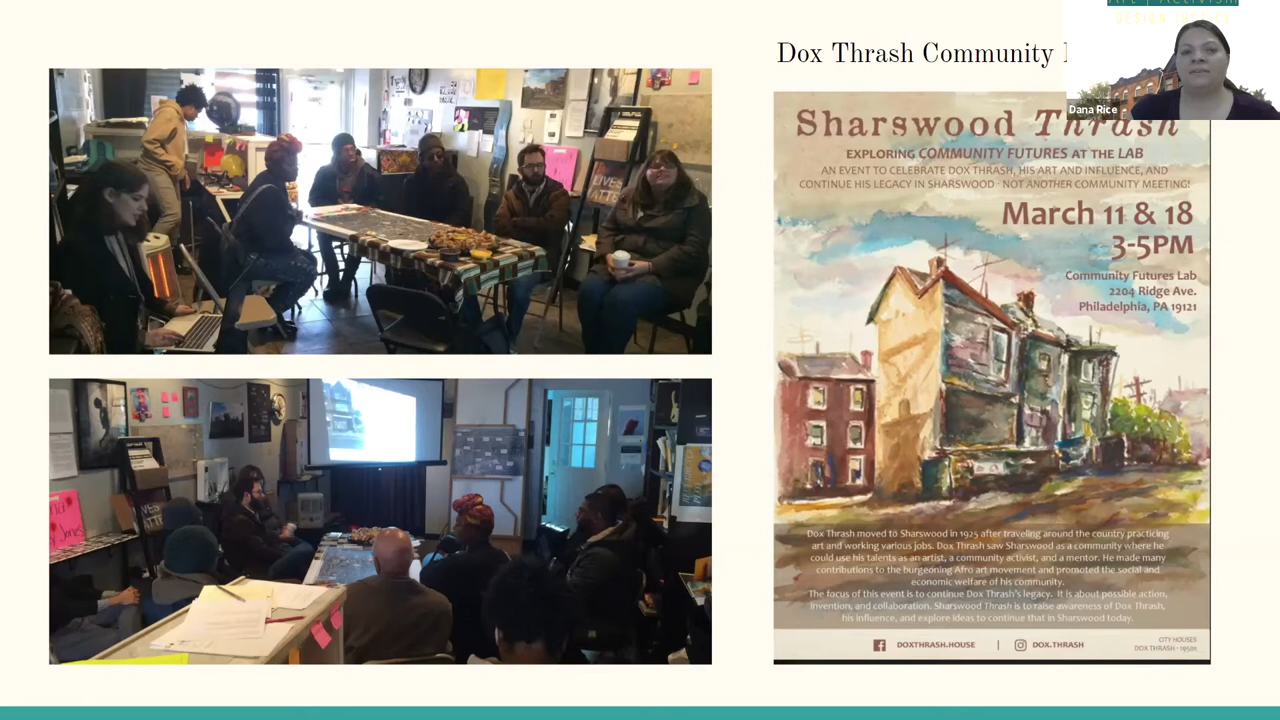 Art | Activism
DESIGN
Dox Thrash Community
Dana Rice
Sharswood Thrash
EXPLORING COMMUNITY FUTURES AT THE LAB
AN EVENT TO CELEBRATE DOX THRASH, HIS ART AND INFLUENCE, AND
CONTINUE HIS LEGACY IN SHARSWOOD - NOT ANOTHER COMMUNITY MEETING!
March 11 & 18
3-5PM
Community Futures Lab
2204 Ridge Ave.
Philadelphia, PA 19121
Dox Thrash moved to Sharswood in 1925 after traveling around the country practicing
art and working various jobs. Dox Thrash saw Sharswood as a community where he
could use his talents as an artist, a community activist, and a mentor. He made many
contributions to the burgeoning Afro art movement and promoted the social and
economic welfare of his community.
The focus of this event is to continue Dox Thrash's legacy. It is about possible action,
invention, and collaboration. Sharswood Thrash is to raise awareness of Dox Thrash,
his influence, and explore ideas to continue that in Sharswood today.
DOXTHRASH.HOUSE | DOX.THRASH
CITY HOUSES
DOX THRASH - 1950s
LIVES
MATTE